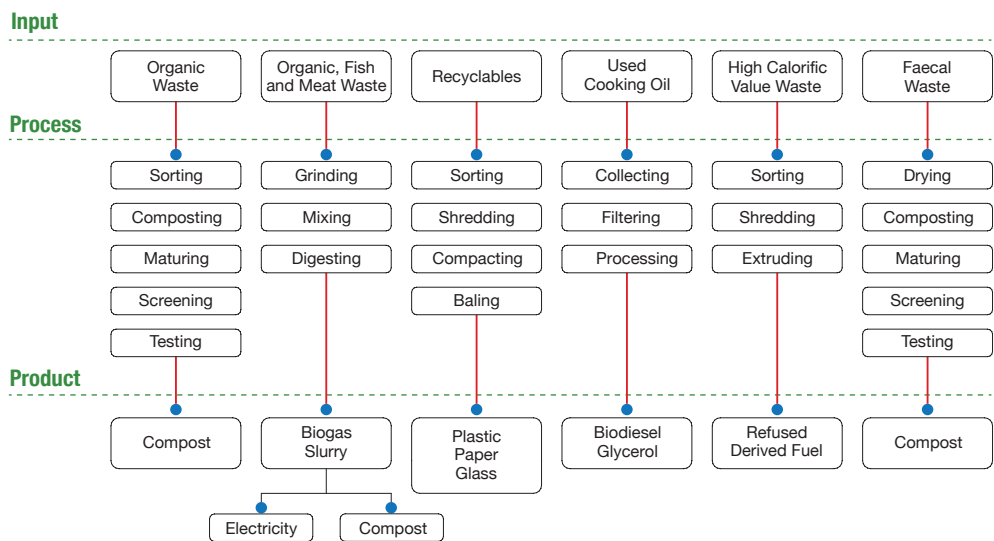 Input
Organic
Waste
Organic, Fish
and Meat Waste
Recyclables
Used
Cooking Oil
High Calorific
Value Waste
Faecal
Waste
Process
Sorting
Grinding
Sorting
Collecting
Sorting
Drying
Composting
Mixing
Shredding
Filtering
Shredding
Composting
Maturing
Digesting
Compacting
Processing
Extruding
Maturing
Screening
Baling
Screening
Testing
Testing
Product
Compost
Biogas
Slurry
Plastic
Paper
Glass
Biodiesel
Glycerol
Refused
Derived Fuel
Compost
Electricity
Compost